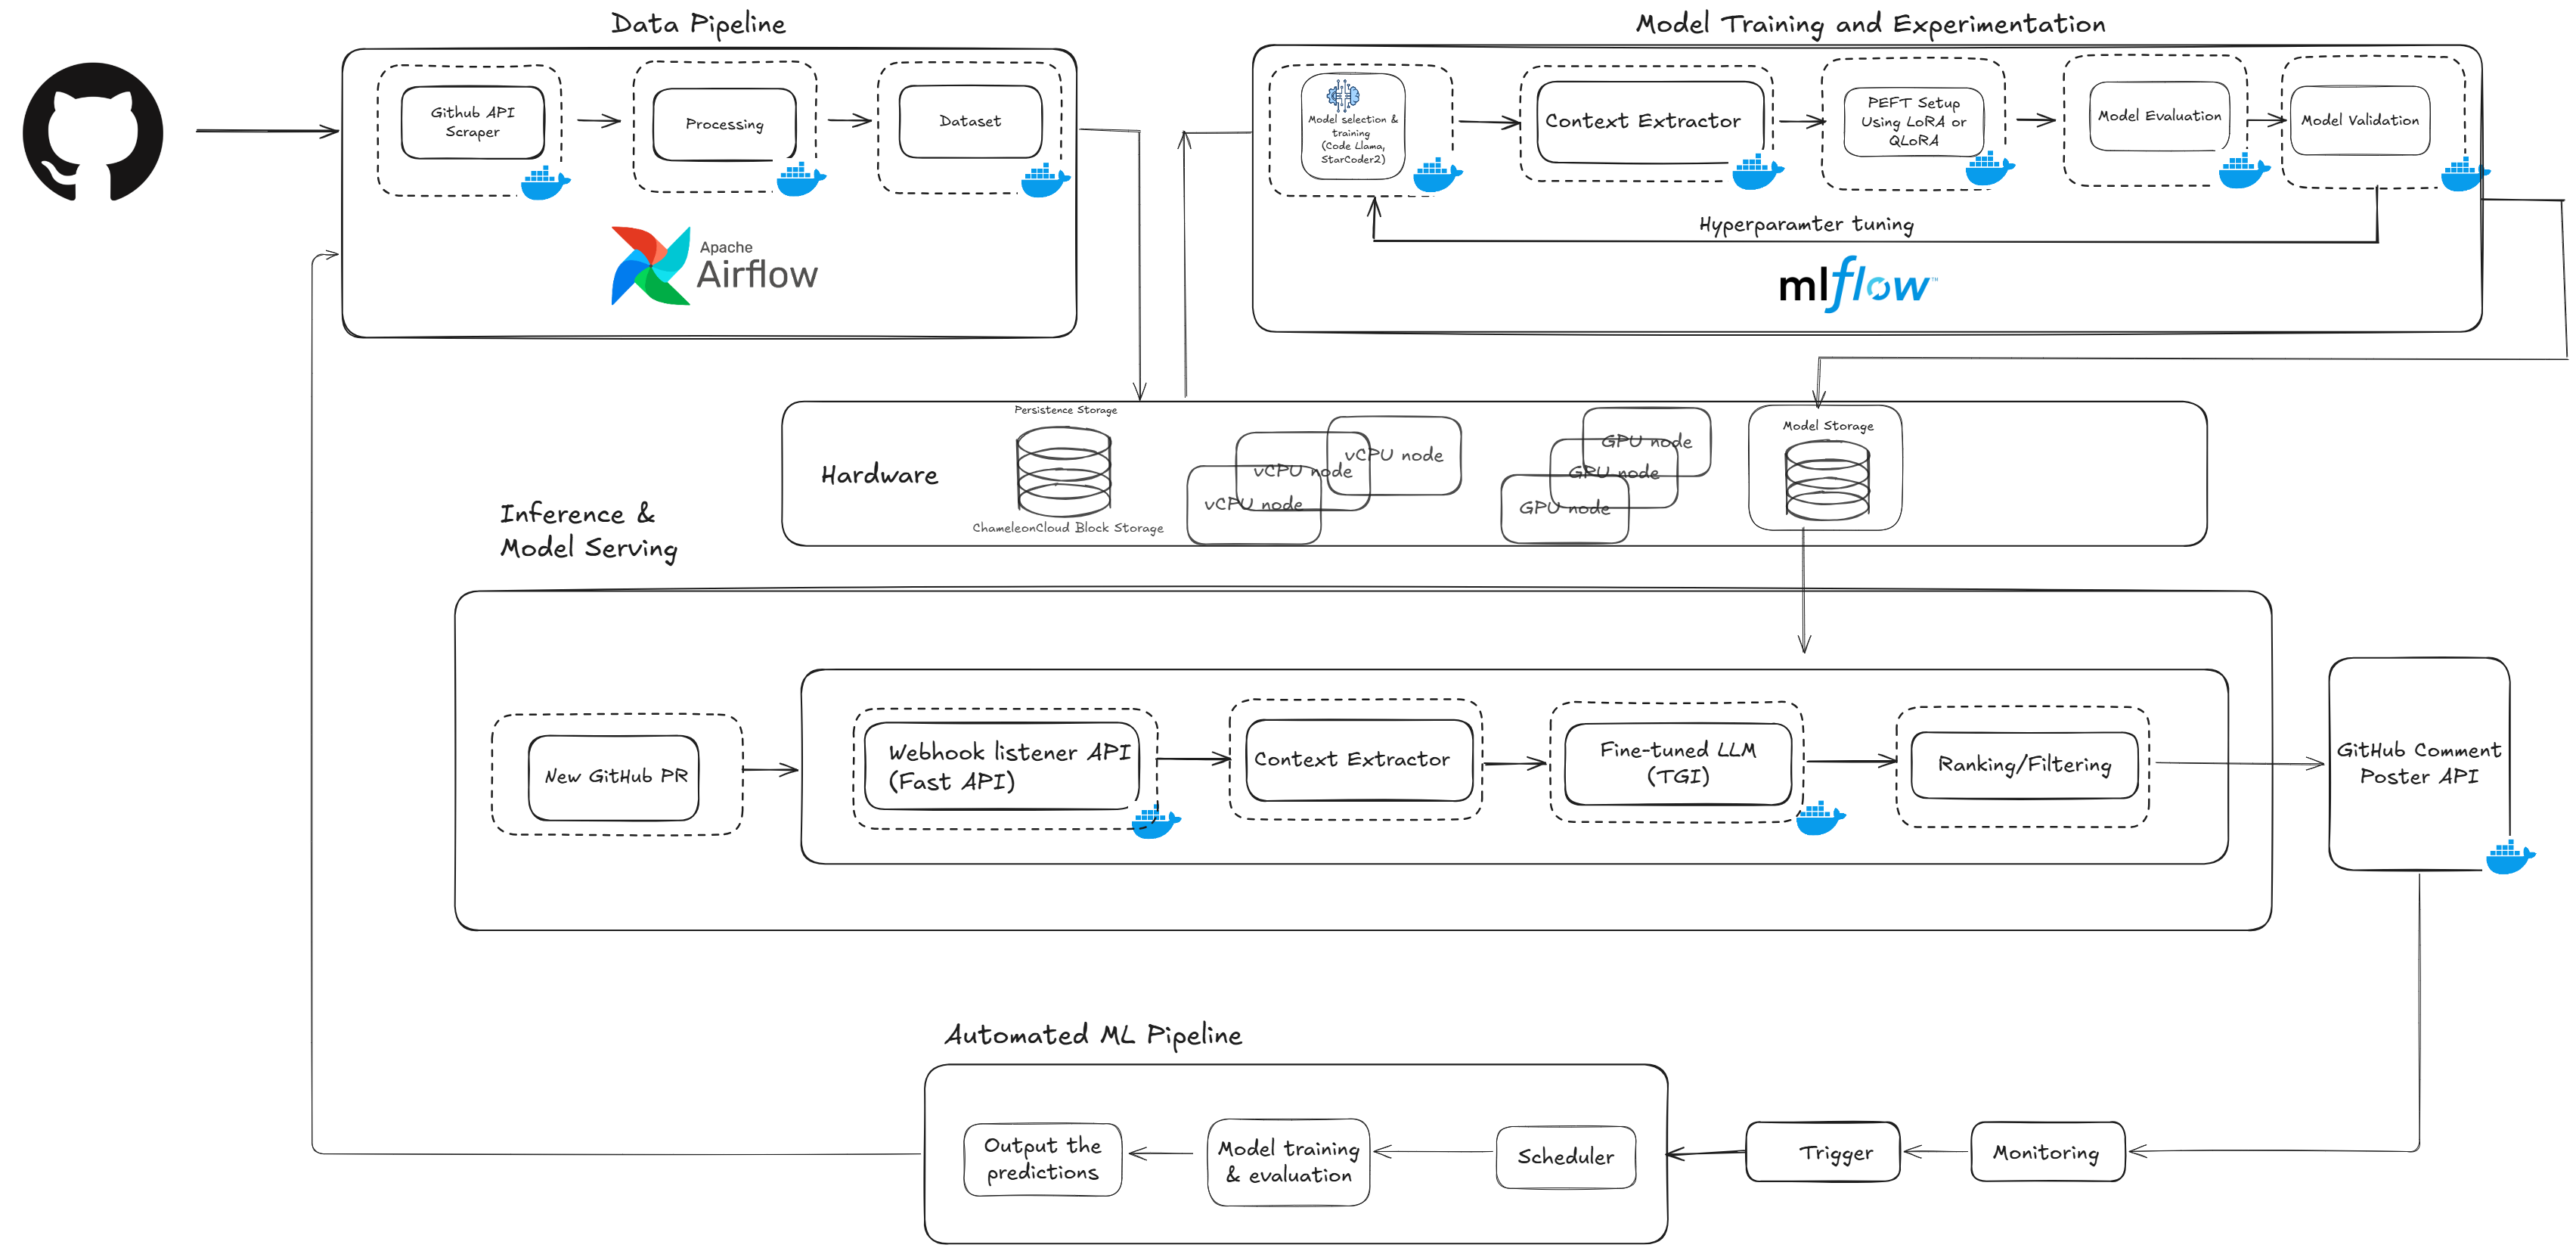 Data Pipeline
Github API
Scraper
Processing
Dataset
Apache
Airflow
Model Training and Experimentation
Model selection &
training
(Code Llama,
StarCoder2)
Context Extractor
PEFT Setup
Using LoRA or
QLoRA
Model Evaluation
Model Validation
Hyperparamter tuning
mlflow™
Hardware
Persistence Storage
ChameleonCloud Block Storage
vCPU node
vCPU node
vCPU node
GPU node
GPU node
GPU node
Model Storage
Inference &
Model Serving
New GitHub PR
Webhook listener API
(Fast API)
Context Extractor
Fine-tuned LLM
(TGI)
Ranking/Filtering
GitHub Comment
Poster API
Automated ML Pipeline
Output the
predictions
Model training
& evaluation
Scheduler
Trigger
Monitoring